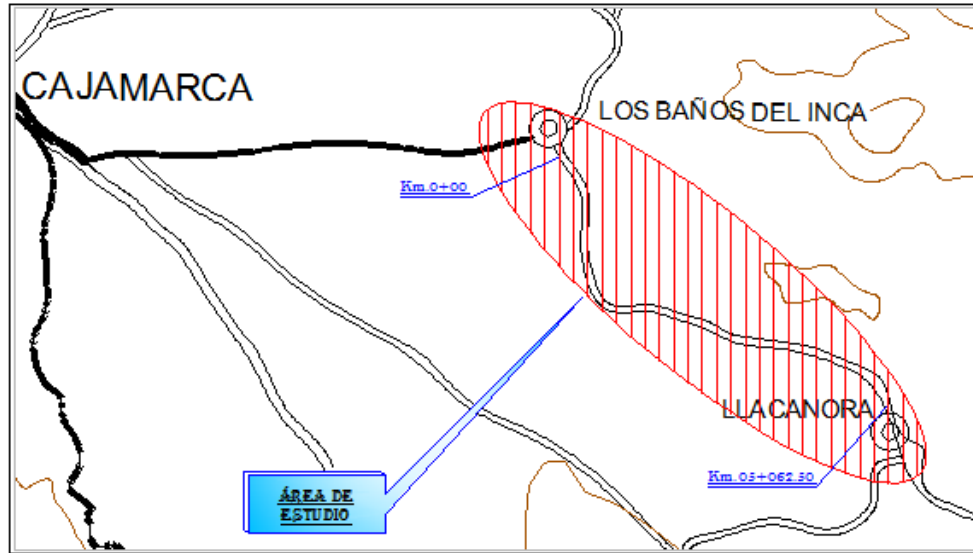 CAJAMARCA
LOS BAÑOS DEL INCA
Km.0+00
LLACANORA
Km.05+062.50
ÁREA DE
ESTUDIO